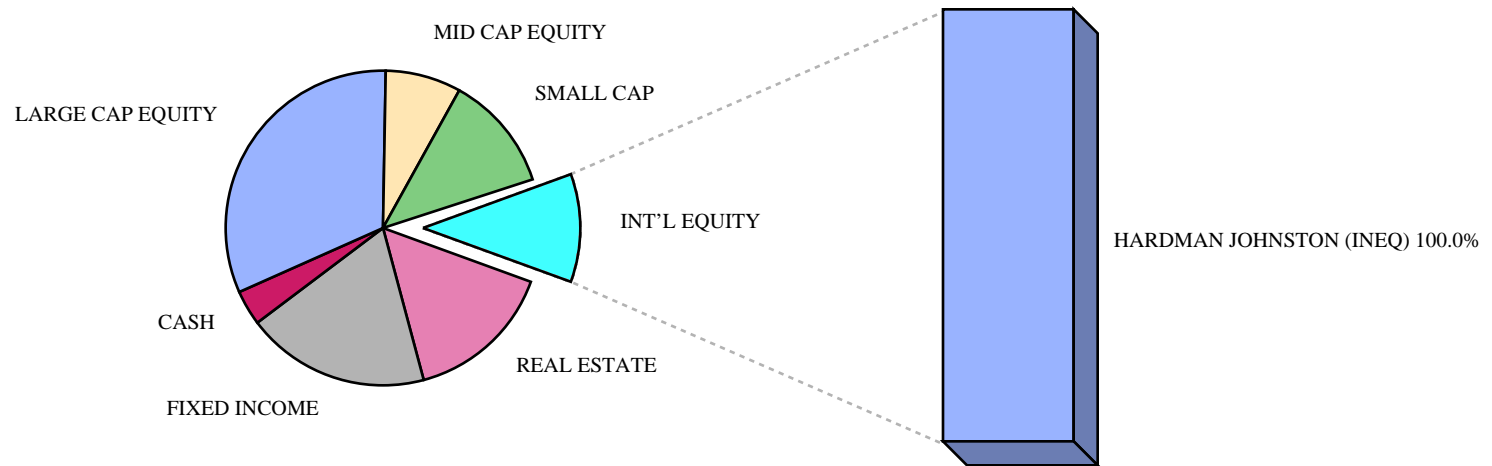 MID CAP EQUITY
SMALL CAP
LARGE CAP EQUITY
INT'L EQUITY
HARDMAN JOHNSTON (INEQ) 100.0%
CASH
REAL ESTATE
FIXED INCOME